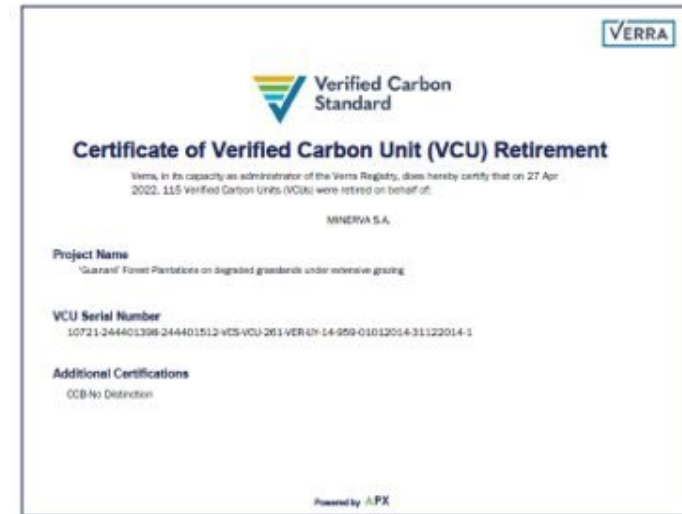 VERRA
Verified Carbon
Standard
Certificate of Verified Carbon Unit (VCU) Retirement
Verra, in its capacity as administrator of the Verra Registry, does hereby certify that on 27 Apr
2022, 115 Verified Carbon Units (VCUs) were retired on behalf of:
MINERVA S.A.
Project Name
'Guanaré' Forest Plantations on degraded grasslands under extensive grazing
VCU Serial Number
10721-244401398-244401512-VCS-VCU-261-VER-UY-14-959-01012014-31122014-1
Additional Certifications
CCB-No Distinction
Powered by APX